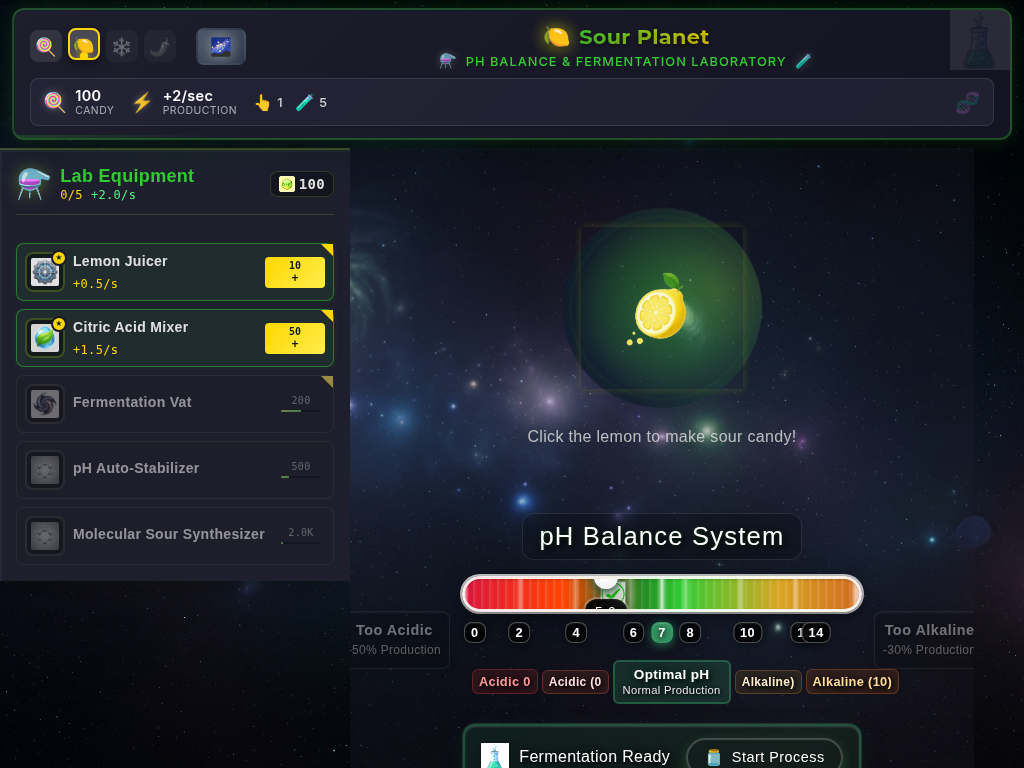 Sour Planet
PH BALANCE & FERMENTATION LABORATORY
100
CANDY
+2/sec
PRODUCTION
1
5
Lab Equipment
0/5 +2.0/s
100
Lemon Juicer
+0.5/s
10
+
Citric Acid Mixer
+1.5/s
50
+
Fermentation Vat
200
pH Auto-Stabilizer
500
Molecular Sour Synthesizer
2.0K
Click the lemon to make sour candy!
pH Balance System
Too Acidic
-50% Production
0 2 4 6 7 8 10 14
Too Alkaline
-30% Production
Acidic 0
Acidic (0
Optimal pH
Normal Production
Alkaline)
Alkaline (10)
Fermentation Ready
Start Process